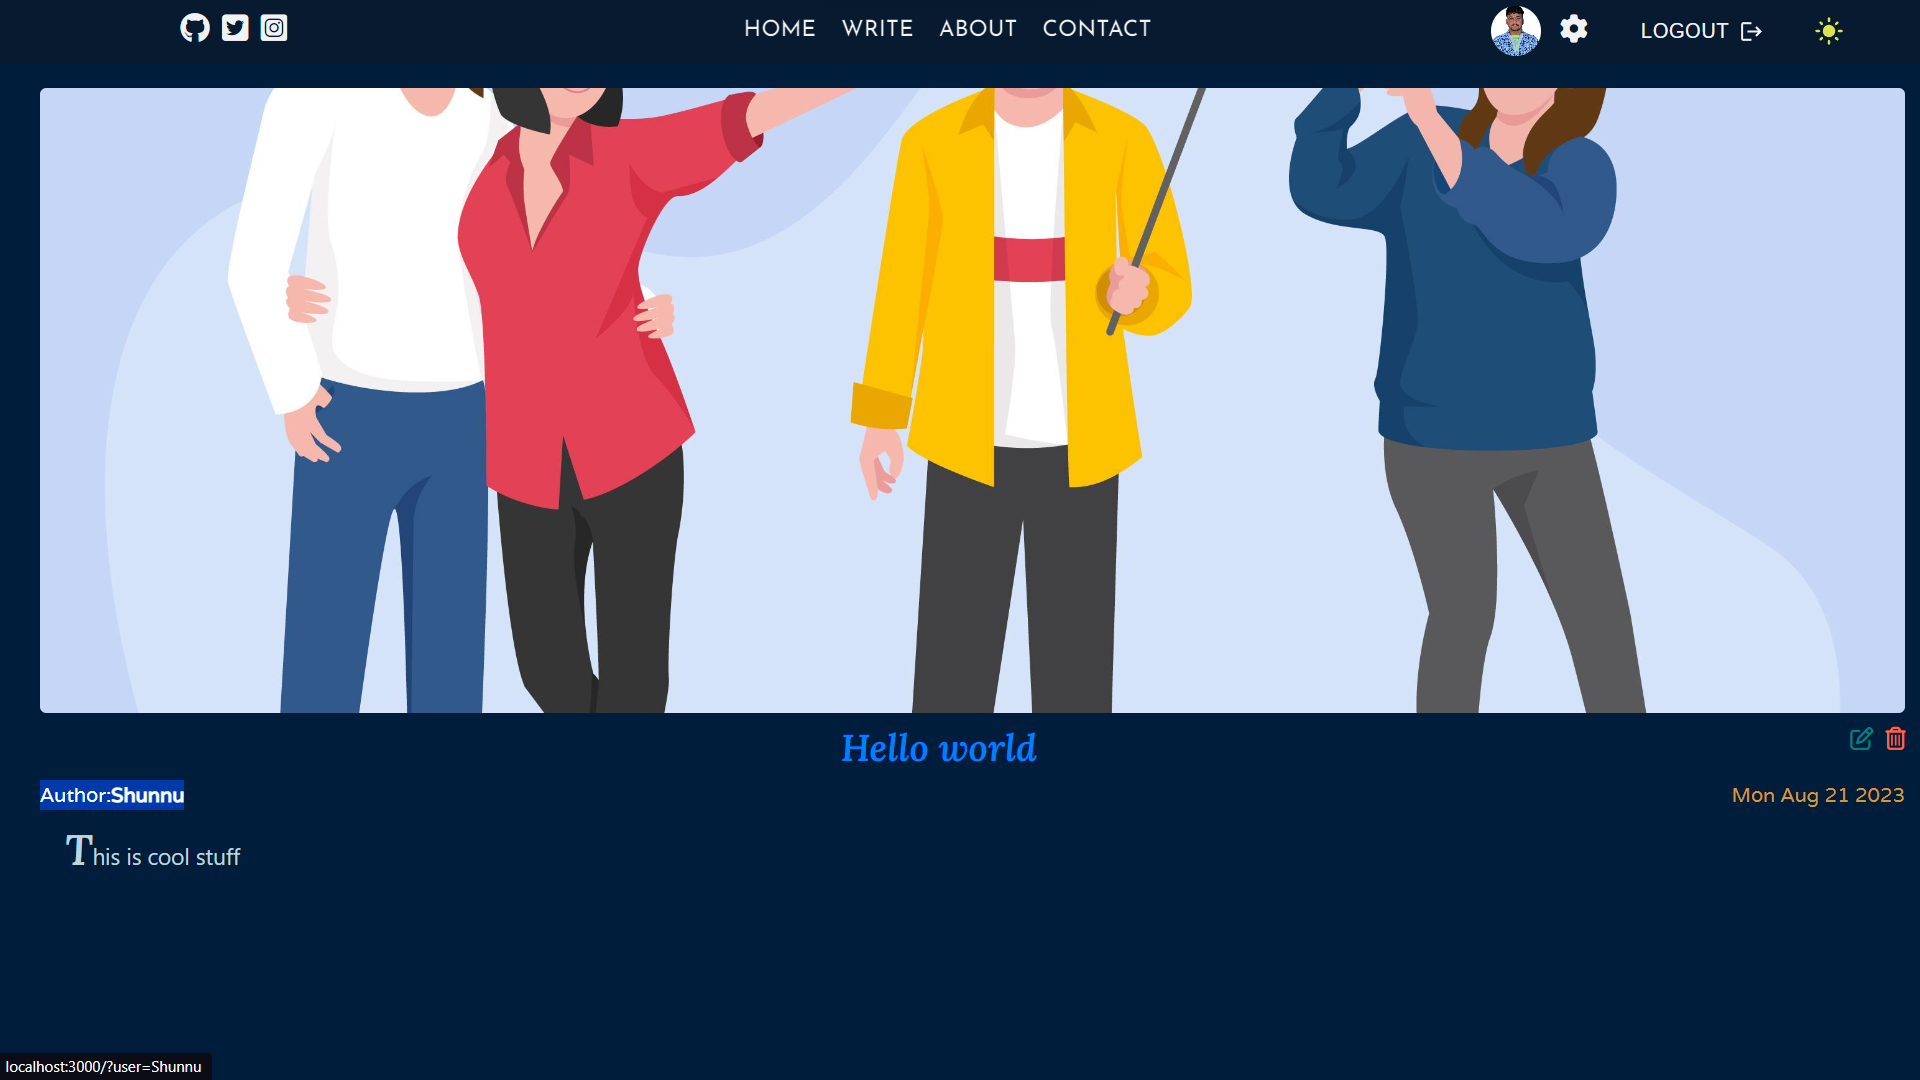 HOME WRITE ABOUT CONTACT LOGOUT
Hello world
Author:Shunnu Mon Aug 21 2023
This is cool stuff
localhost:3000/?user=Shunnu